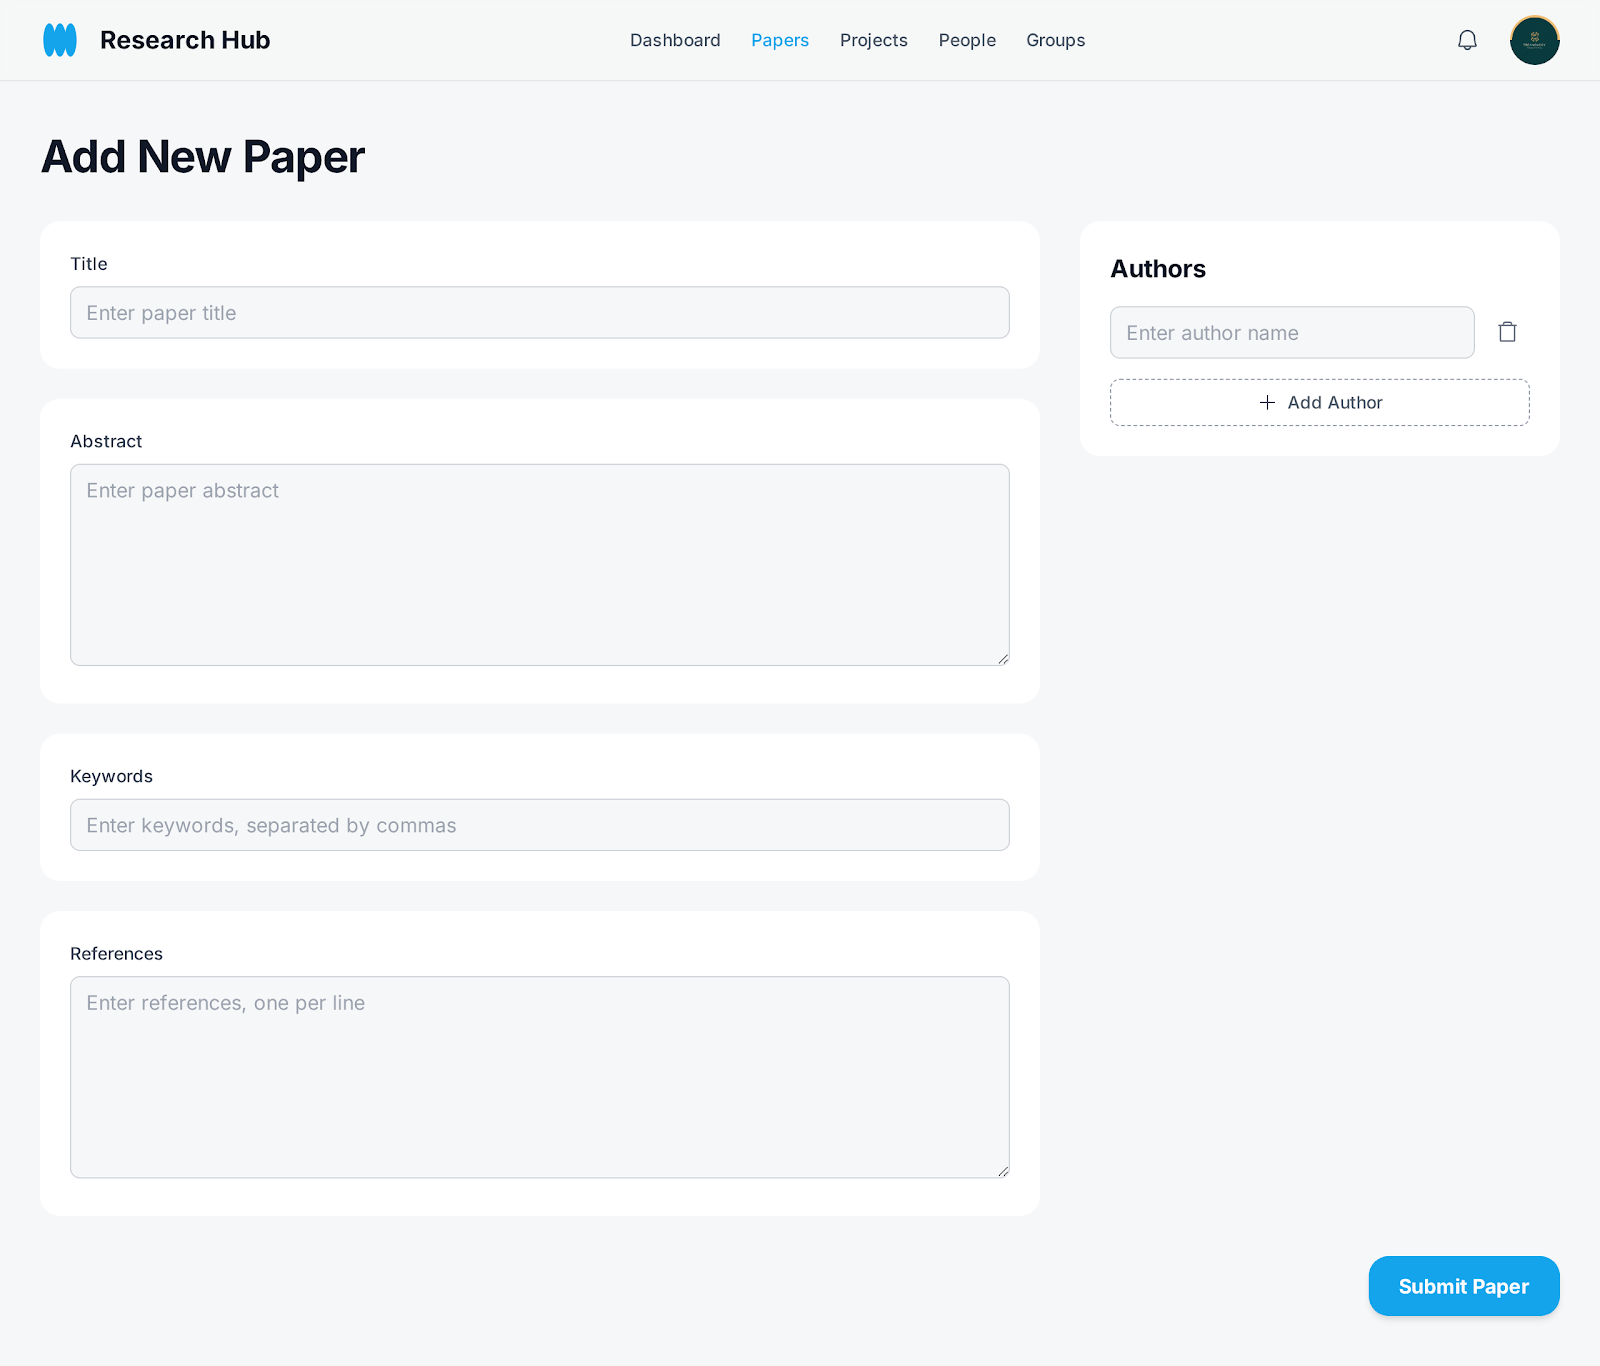 Research Hub
Dashboard Papers Projects People Groups
Add New Paper
Title
Enter paper title
Abstract
Enter paper abstract
Keywords
Enter keywords, separated by commas
References
Enter references, one per line
Authors
Enter author name
Add Author
Submit Paper